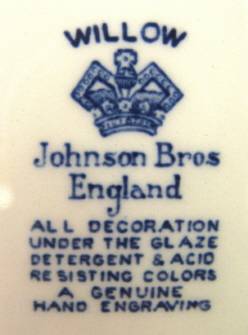 WILLOW
Johnson Bros
England
ALL DECORATION
UNDER THE GLAZE
DETERGENT & ACID
RESISTING COLORS
A GENUINE
HAND ENGRAVING